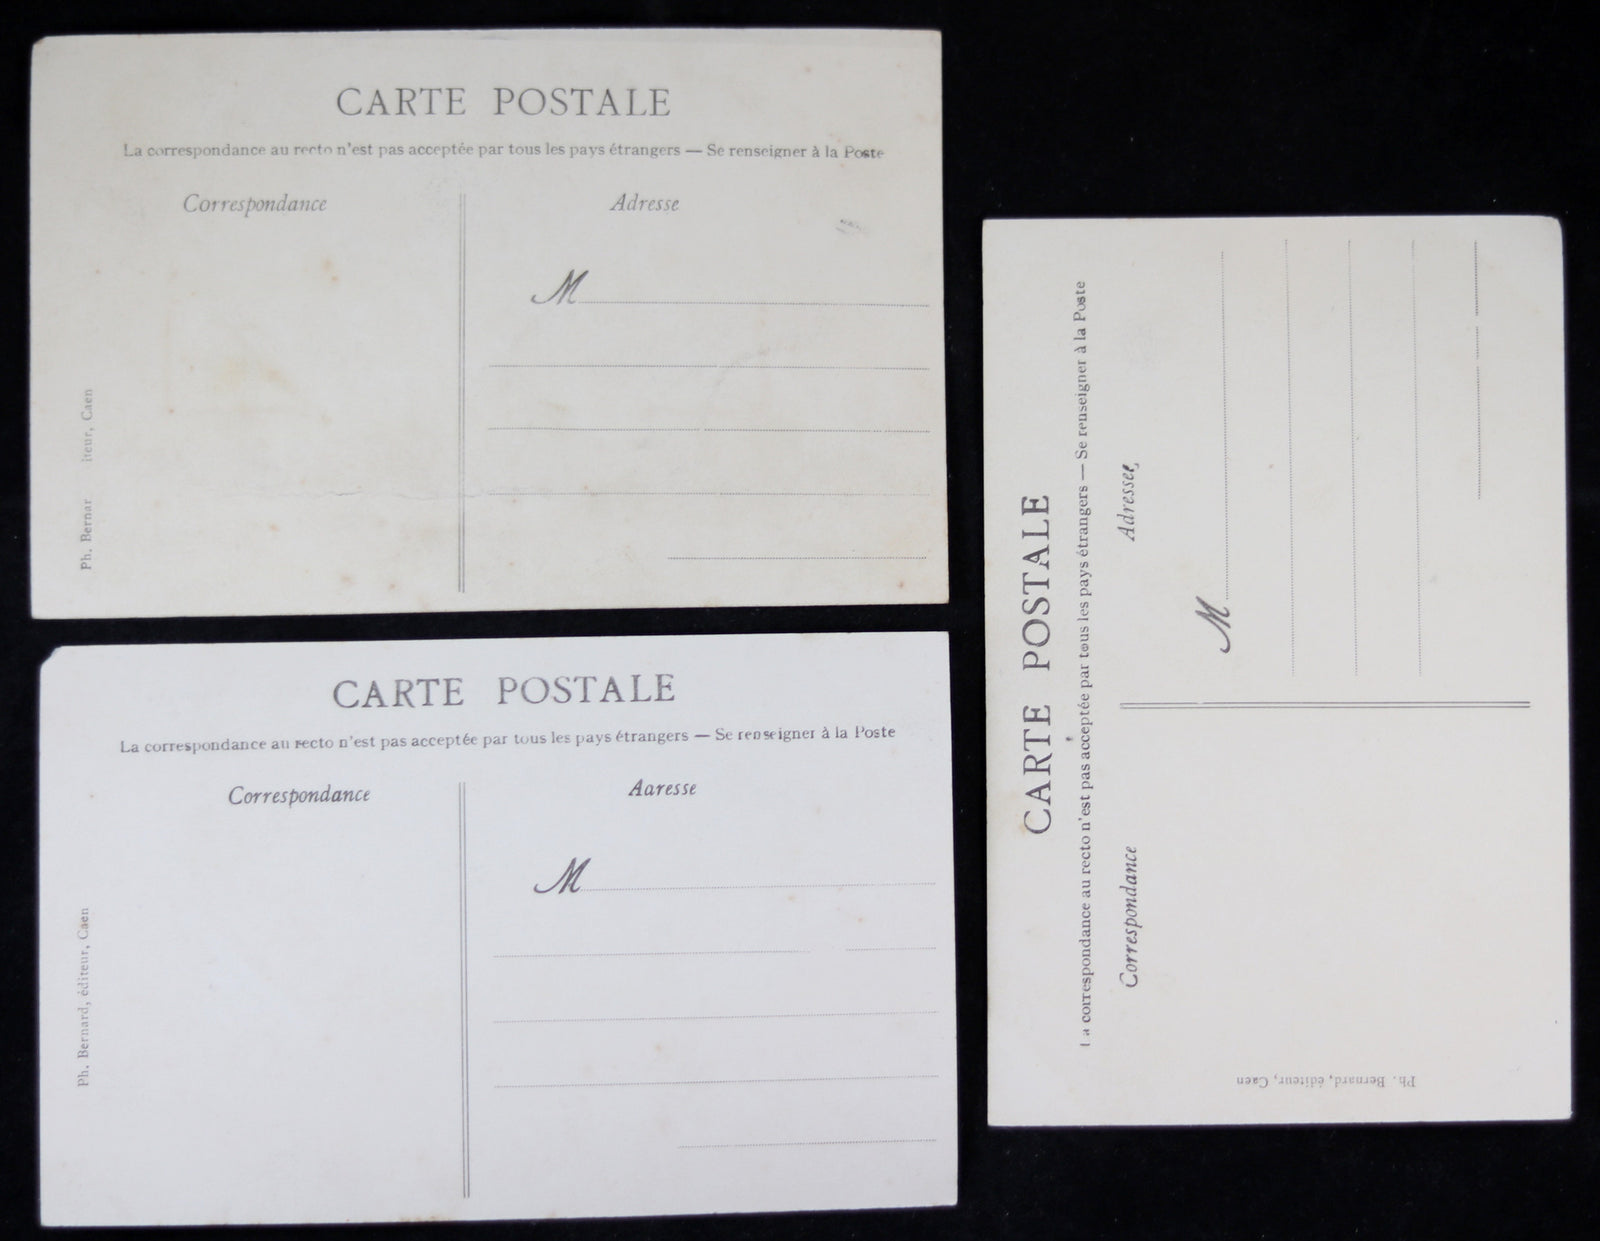 CARTE POSTALE
La correspondance au recto n'est pas acceptée par tous les pays étrangers — Se renseigner à la Poste
Correspondance
Adresse
M
Ph. Bernar iteur, Caen
CARTE POSTALE
La correspondance au recto n'est pas acceptée par tous les pays étrangers — Se renseigner à la Poste
Correspondance
Aaresse
M
Ph. Bernard, éditeur, Caen
CARTE POSTALE
La correspondance au recto n'est pas acceptée par tous les pays étrangers — Se renseigner à la Poste
Correspondance
Adresse
M
Ph. Bernard, éditeur, Caen